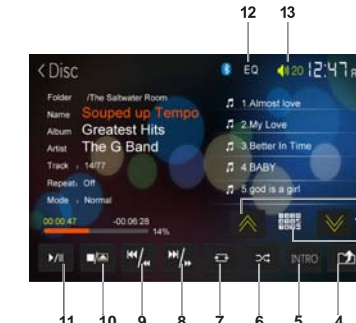 12 13
< Disc EQ 20 12:47
Folder /The Saltwater Room
Name Souped up Tempo
Album Greatest Hits
Artist The G Band
Track : 14/77
Repeat: Off
Mode : Normal
00:00:47 -00:06:28
14%
1.Almost love
2.My Love
3.Better In Time
4.BABY
5.god is a girl
INTRO
11 10 9 8 7 6 5 4